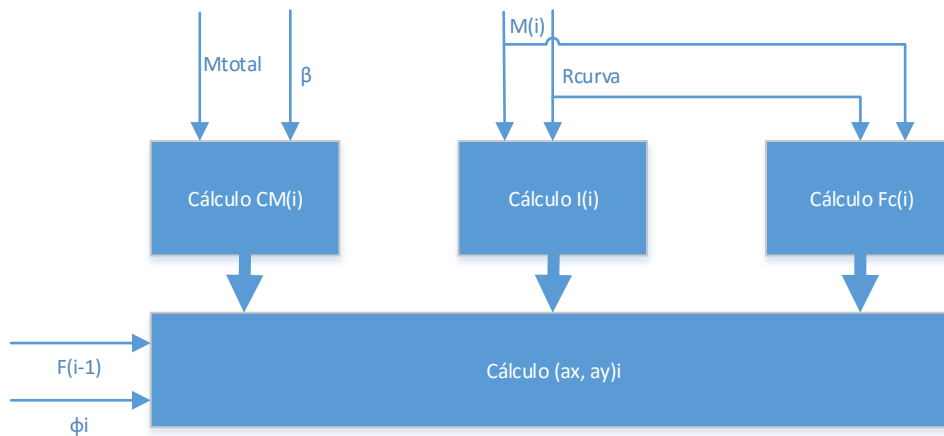 M(i)
Mtotal
β
Rcurva
Cálculo CM(i)
Cálculo I(i)
Cálculo Fc(i)
F(i-1)
Cálculo (ax, ay)i
ϕi